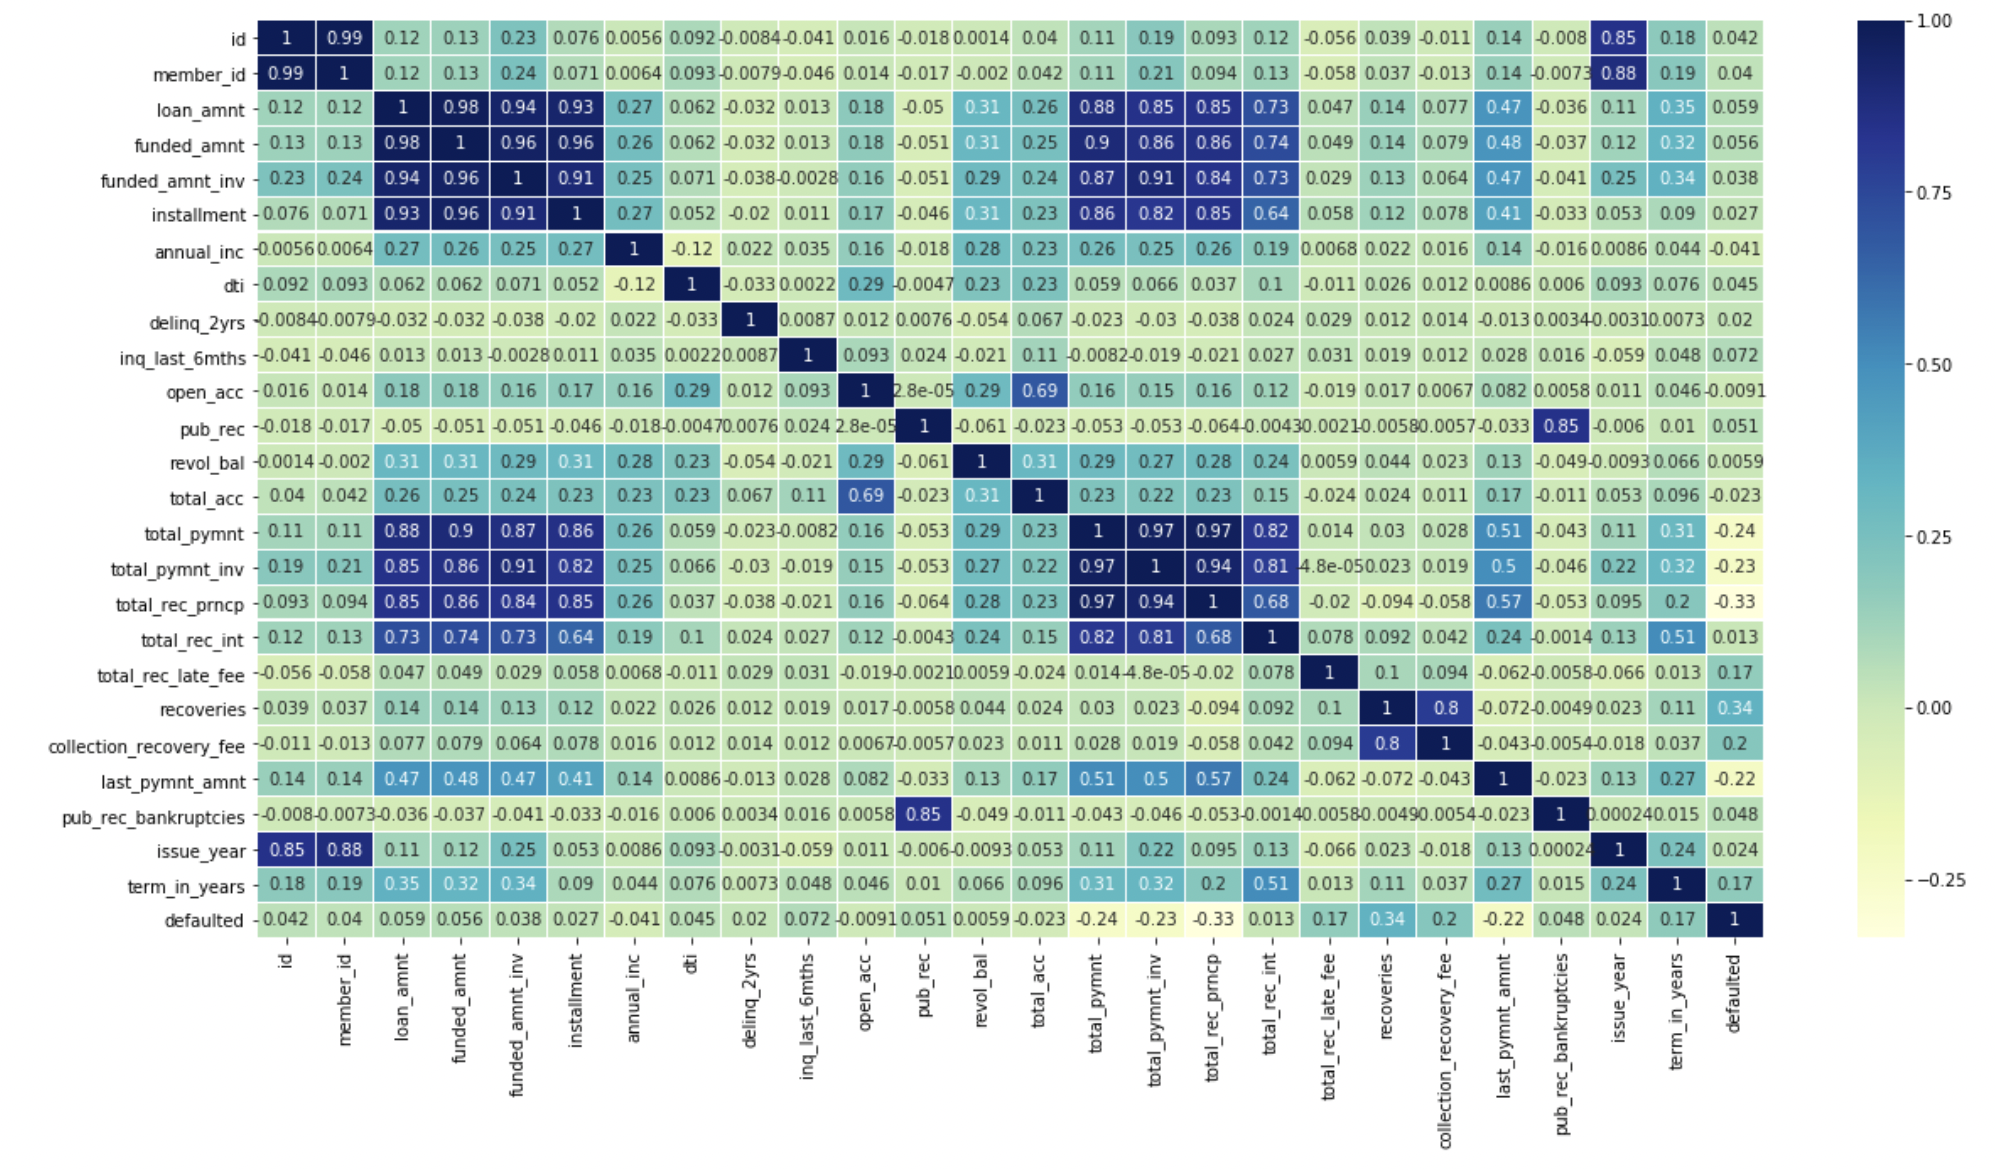 id 1 0.99 0.12 0.13 0.23 0.076 0.0056 0.092 -0.0084 -0.041 0.016 -0.018 0.0014 0.04 0.11 0.19 0.093 0.12 -0.056 0.039 -0.011 0.14 -0.008 0.85 0.18 0.042 1.00
member_id 0.99 1 0.12 0.13 0.24 0.071 0.0064 0.093 -0.0079 -0.046 0.014 -0.017 -0.002 0.042 0.11 0.21 0.094 0.13 -0.058 0.037 -0.013 0.14 -0.0073 0.88 0.19 0.04
loan_amnt 0.12 0.12 1 0.98 0.94 0.93 0.27 0.062 -0.032 0.013 0.18 -0.05 0.31 0.26 0.88 0.85 0.85 0.73 0.047 0.14 0.077 0.47 -0.036 0.11 0.35 0.059
funded_amnt 0.13 0.13 0.98 1 0.96 0.96 0.26 0.062 -0.032 0.013 0.18 -0.051 0.31 0.25 0.9 0.86 0.86 0.74 0.049 0.14 0.079 0.48 -0.037 0.12 0.32 0.056
funded_amnt_inv 0.23 0.24 0.94 0.96 1 0.91 0.25 0.071 -0.038 -0.0028 0.16 -0.051 0.29 0.24 0.87 0.91 0.84 0.73 0.029 0.13 0.064 0.47 -0.041 0.25 0.34 0.038 0.75
installment 0.076 0.071 0.93 0.96 0.91 1 0.27 0.052 -0.02 0.011 0.17 -0.046 0.31 0.23 0.86 0.82 0.85 0.64 0.058 0.12 0.078 0.41 -0.033 0.053 0.09 0.027
annual_inc 0.0056 0.0064 0.27 0.26 0.25 0.27 1 -0.12 0.022 0.035 0.16 -0.018 0.28 0.23 0.26 0.25 0.26 0.19 0.0068 0.022 0.016 0.14 -0.016 0.0086 0.044 -0.041
dti 0.092 0.093 0.062 0.062 0.071 0.052 -0.12 1 -0.033 0.0022 0.29 -0.0047 0.23 0.23 0.059 0.066 0.037 0.1 -0.011 0.026 0.012 0.0086 0.006 0.093 0.076 0.045
delinq_2yrs -0.0084 -0.0079 -0.032 -0.032 -0.038 -0.02 0.022 -0.033 1 0.0087 0.012 0.0076 -0.054 0.067 -0.023 -0.03 -0.038 0.024 0.029 0.012 0.014 -0.013 0.0034 -0.0031 0.0073 0.02
inq_last_6mths -0.041 -0.046 0.013 0.013 -0.0028 0.011 0.035 0.0022 0.0087 1 0.093 0.024 -0.021 0.11 -0.0082 -0.019 -0.021 0.027 0.031 0.019 0.012 0.028 0.016 -0.059 0.048 0.072 0.50
open_acc 0.016 0.014 0.18 0.18 0.16 0.17 0.16 0.29 0.012 0.093 1 2.8e-05 0.29 0.69 0.16 0.15 0.16 0.12 -0.019 0.017 0.0067 0.082 0.0058 0.011 0.046 -0.0091
pub_rec -0.018 -0.017 -0.05 -0.051 -0.051 -0.046 -0.018 -0.0047 0.0076 0.024 2.8e-05 1 -0.061 -0.023 -0.053 -0.053 -0.064 -0.0043 -0.0021 -0.0058 -0.0057 -0.033 0.85 -0.006 0.01 0.051
revol_bal 0.0014 -0.002 0.31 0.31 0.29 0.31 0.28 0.23 -0.054 -0.021 0.29 -0.061 1 0.31 0.29 0.27 0.28 0.24 0.0059 0.044 0.023 0.13 -0.049 -0.0093 0.066 0.0059
total_acc 0.04 0.042 0.26 0.25 0.24 0.23 0.23 0.23 0.067 0.11 0.69 -0.023 0.31 1 0.23 0.22 0.23 0.15 -0.024 0.024 0.011 0.17 -0.011 0.053 0.096 -0.023
total_pymnt 0.11 0.11 0.88 0.9 0.87 0.86 0.26 0.059 -0.023 -0.0082 0.16 -0.053 0.29 0.23 1 0.97 0.97 0.82 0.014 0.03 0.028 0.51 -0.043 0.11 0.31 -0.24 0.25
total_pymnt_inv 0.19 0.21 0.85 0.86 0.91 0.82 0.25 0.066 -0.03 -0.019 0.15 -0.053 0.27 0.22 0.97 1 0.94 0.81 -4.8e-05 0.023 0.019 0.5 -0.046 0.22 0.32 -0.23
total_rec_prncp 0.093 0.094 0.85 0.86 0.84 0.85 0.26 0.037 -0.038 -0.021 0.16 -0.064 0.28 0.23 0.97 0.94 1 0.68 -0.02 -0.094 -0.058 0.57 -0.053 0.095 0.2 -0.33
total_rec_int 0.12 0.13 0.73 0.74 0.73 0.64 0.19 0.1 0.024 0.027 0.12 -0.0043 0.24 0.15 0.82 0.81 0.68 1 0.078 0.092 0.042 0.24 -0.0014 0.13 0.51 0.013
total_rec_late_fee -0.056 -0.058 0.047 0.049 0.029 0.058 0.0068 -0.011 0.029 0.031 -0.019 -0.0021 0.0059 -0.024 0.014 -4.8e-05 -0.02 0.078 1 0.1 0.094 -0.062 -0.0058 -0.066 0.013 0.17
recoveries 0.039 0.037 0.14 0.14 0.13 0.12 0.022 0.026 0.012 0.019 0.017 -0.0058 0.044 0.024 0.03 0.023 -0.094 0.092 0.1 1 0.8 -0.072 -0.0049 0.023 0.11 0.34 0.00
collection_recovery_fee -0.011 -0.013 0.077 0.079 0.064 0.078 0.016 0.012 0.014 0.012 0.0067 -0.0057 0.023 0.011 0.028 0.019 -0.058 0.042 0.094 0.8 1 -0.043 -0.0054 -0.018 0.037 0.2
last_pymnt_amnt 0.14 0.14 0.47 0.48 0.47 0.41 0.14 0.0086 -0.013 0.028 0.082 -0.033 0.13 0.17 0.51 0.5 0.57 0.24 -0.062 -0.072 -0.043 1 -0.023 0.13 0.27 -0.22
pub_rec_bankruptcies -0.008 -0.0073 -0.036 -0.037 -0.041 -0.033 -0.016 0.006 0.0034 0.016 0.0058 0.85 -0.049 -0.011 -0.043 -0.046 -0.053 -0.0014 -0.0058 -0.0049 -0.0054 -0.023 1 0.00024 0.015 0.048
issue_year 0.85 0.88 0.11 0.12 0.25 0.053 0.0086 0.093 -0.0031 -0.059 0.011 -0.006 -0.0093 0.053 0.11 0.22 0.095 0.13 -0.066 0.023 -0.018 0.13 0.00024 1 0.24 0.024
term_in_years 0.18 0.19 0.35 0.32 0.34 0.09 0.044 0.076 0.0073 0.048 0.046 0.01 0.066 0.096 0.31 0.32 0.2 0.51 0.013 0.11 0.037 0.27 0.015 0.24 1 0.17 −0.25
defaulted 0.042 0.04 0.059 0.056 0.038 0.027 -0.041 0.045 0.02 0.072 -0.0091 0.051 0.0059 -0.023 -0.24 -0.23 -0.33 0.013 0.17 0.34 0.2 -0.22 0.048 0.024 0.17 1
id member_id loan_amnt funded_amnt funded_amnt_inv installment annual_inc dti delinq_2yrs inq_last_6mths open_acc pub_rec revol_bal total_acc total_pymnt total_pymnt_inv total_rec_prncp total_rec_int total_rec_late_fee recoveries collection_recovery_fee last_pymnt_amnt pub_rec_bankruptcies issue_year term_in_years defaulted